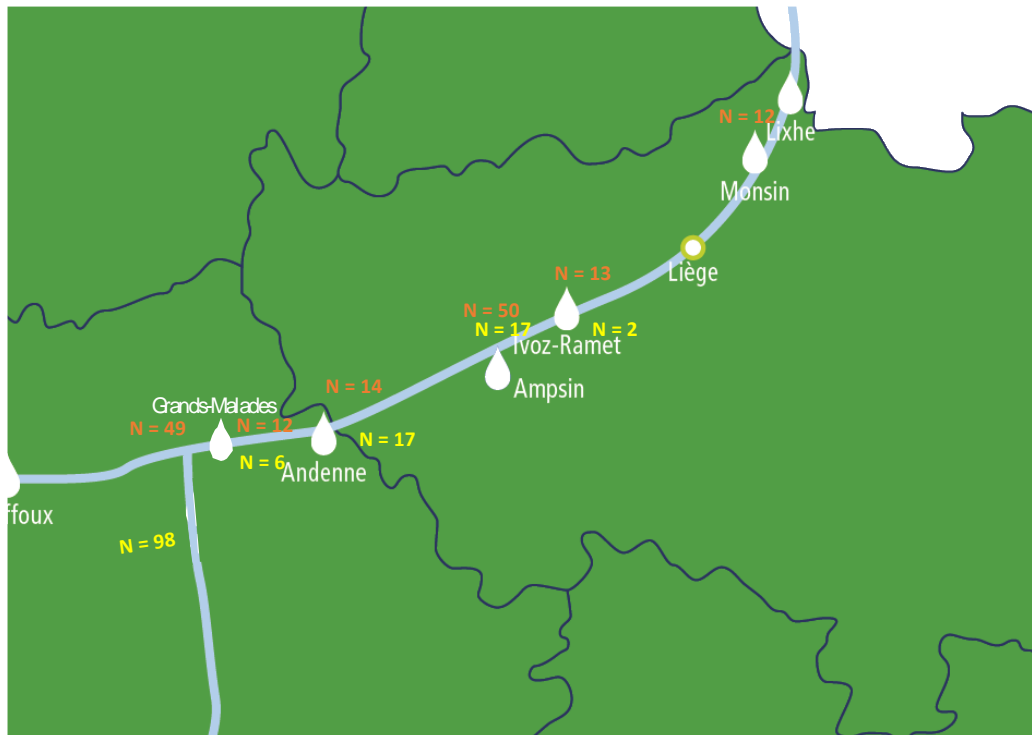 N = 12
Lixhe
Monsin
Liège
N = 13
N = 50
N = 17
N = 2
Ivoz-Ramet
Ampsin
N = 14
Grands-Malades
N = 49
N = 12
N = 17
N = 6
Andenne
ffoux
N = 98